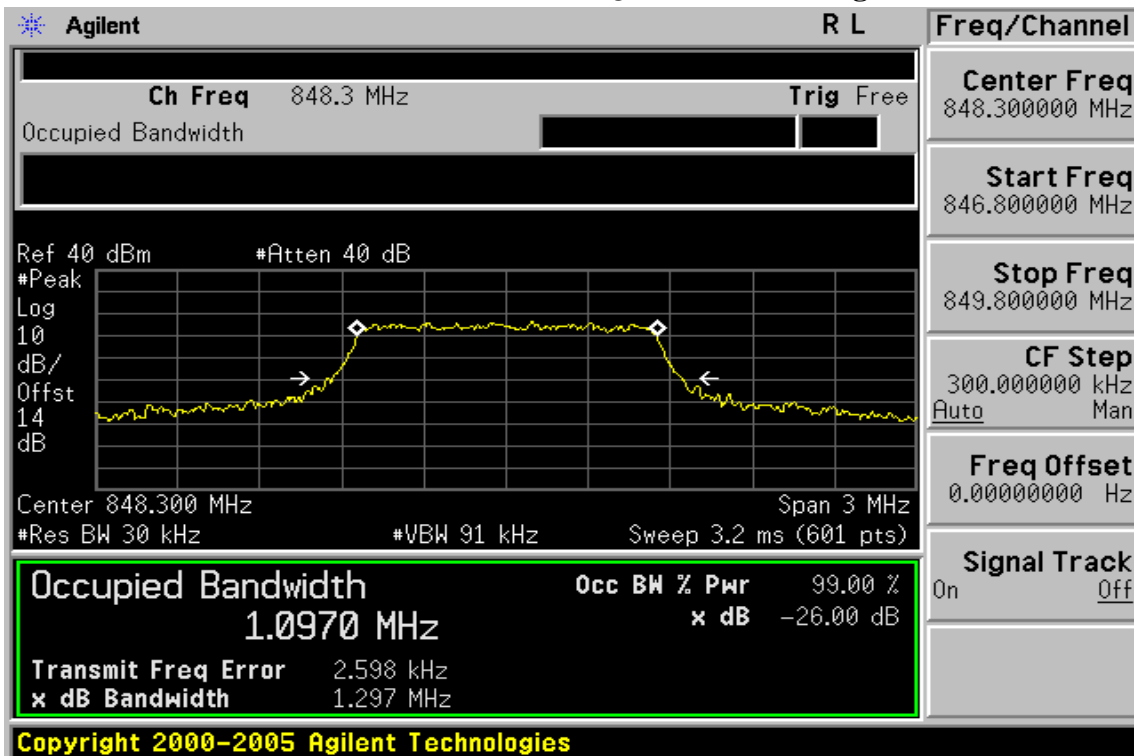 Agilent R L
Freq/Channel
Ch Freq 848.3 MHz Trig Free
Occupied Bandwidth
Center Freq
848.300000 MHz
Start Freq
846.800000 MHz
Stop Freq
849.800000 MHz
CF Step
300.000000 kHz
Auto Man
Freq Offset
0.00000000 Hz
Signal Track
On Off
Ref 40 dBm #Atten 40 dB
#Peak
Log
10
dB/
Offst
14
dB
Center 848.300 MHz Span 3 MHz
#Res BW 30 kHz #VBW 91 kHz Sweep 3.2 ms (601 pts)
Occupied Bandwidth
1.0970 MHz
Occ BW % Pwr 99.00 %
x dB -26.00 dB
Transmit Freq Error 2.598 kHz
x dB Bandwidth 1.297 MHz
Copyright 2000-2005 Agilent Technologies